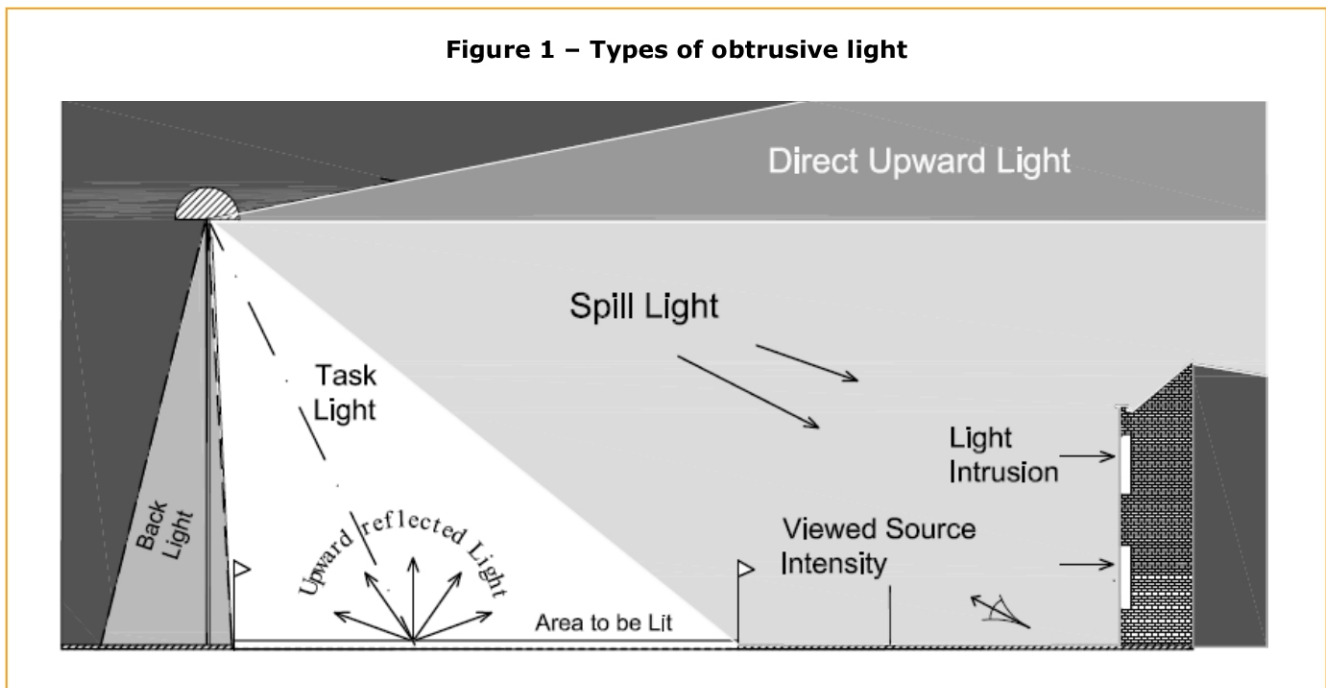 Figure 1 – Types of obtrusive light
Direct Upward Light
Spill Light
Task
Light
Light
Intrusion
Back
Light
Upward reflected Light
Viewed Source
Intensity
Area to be Lit